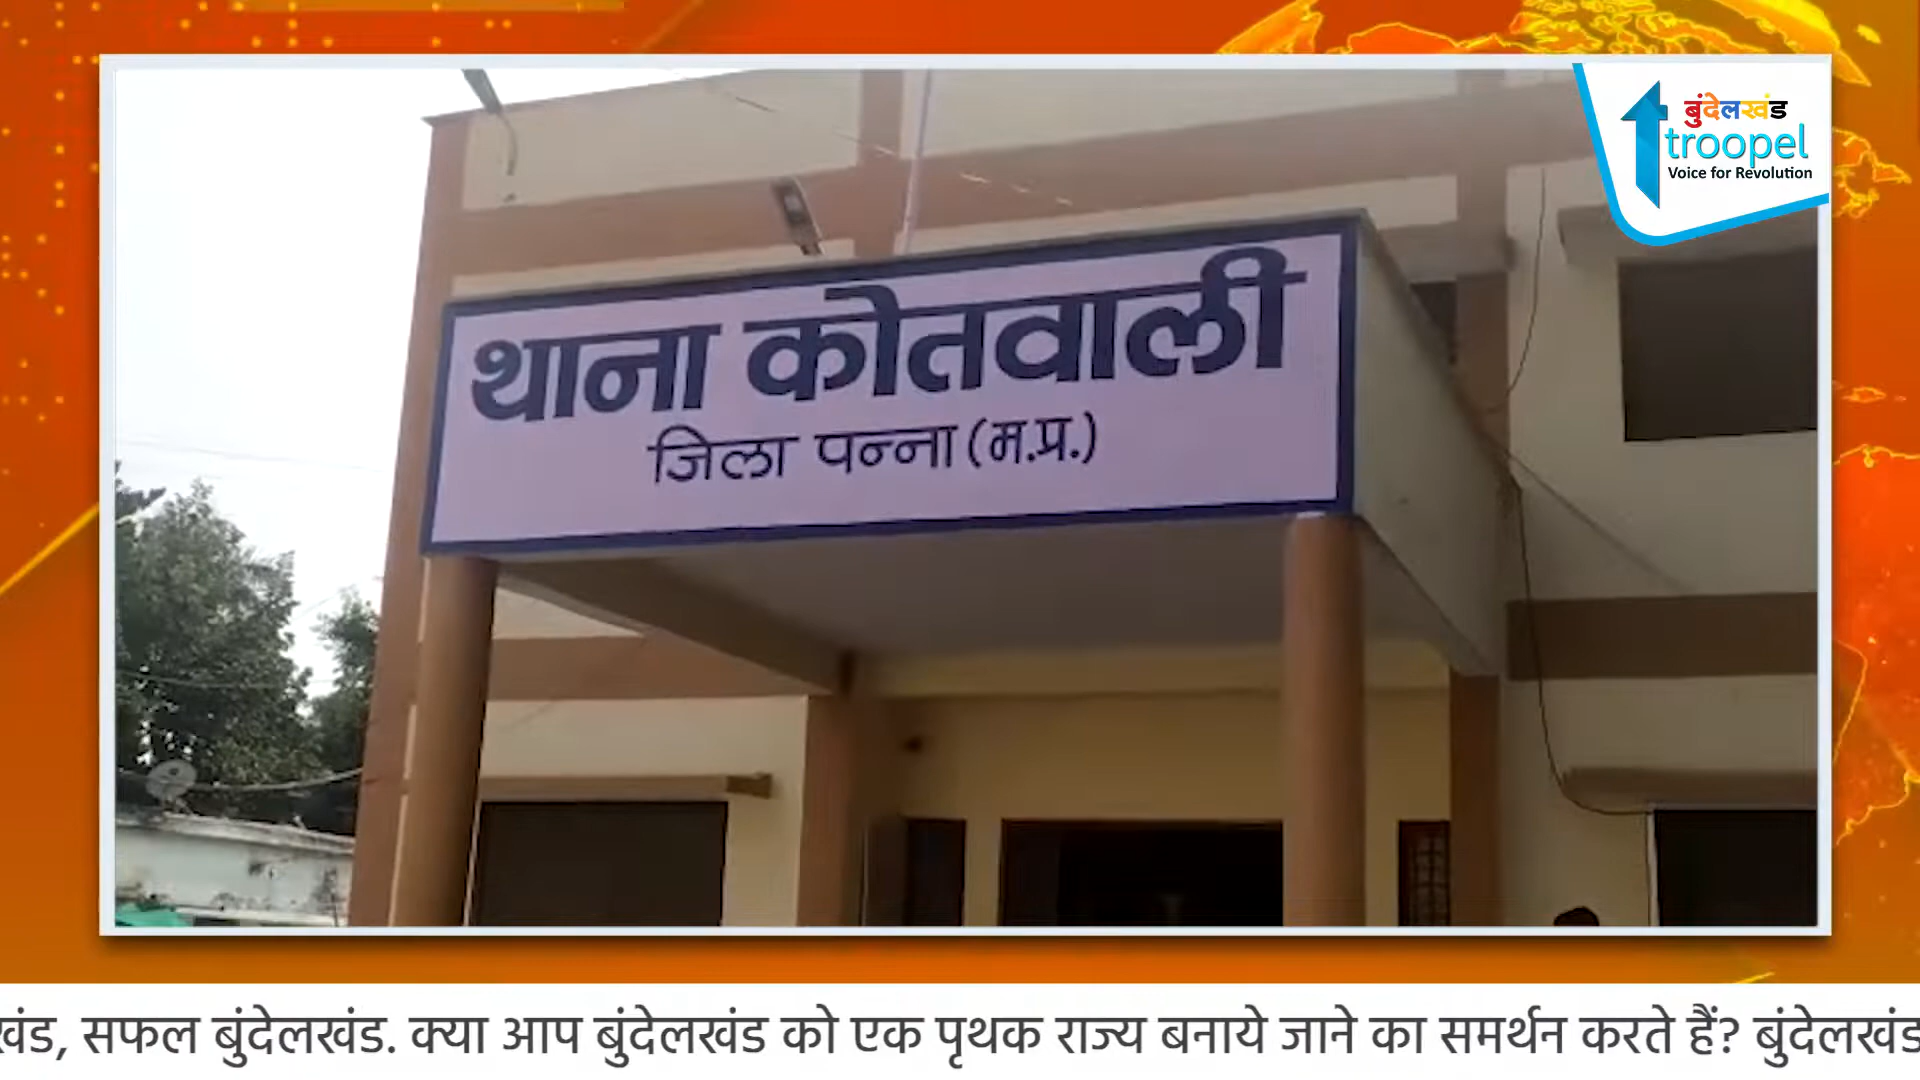 बुंदेलखंड
troopel
Voice for Revolution
थाना कोतवाली
जिला पन्ना (म.प्र.)
खंड, सफल बुंदेलखंड. क्या आप बुंदेलखंड को एक पृथक राज्य बनाये जाने का समर्थन करते हैं? बुंदेलखंड